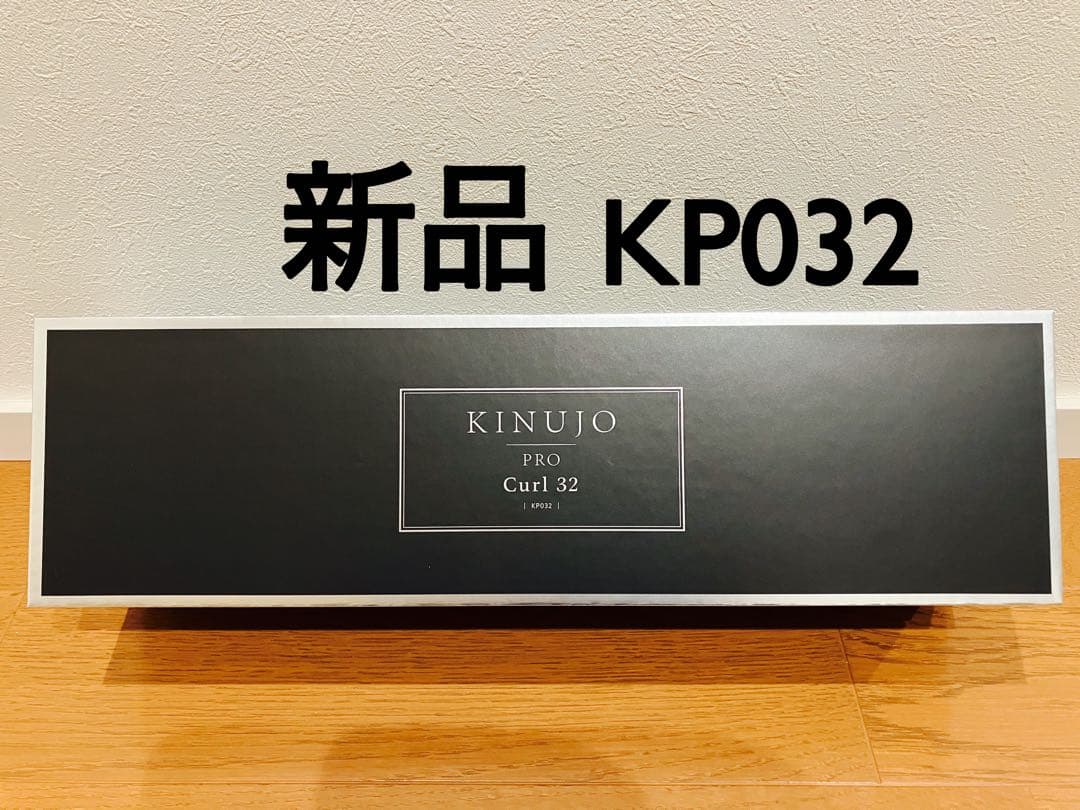 新品 KP032
KINUJO
PRO
Curl 32
| KP032 |